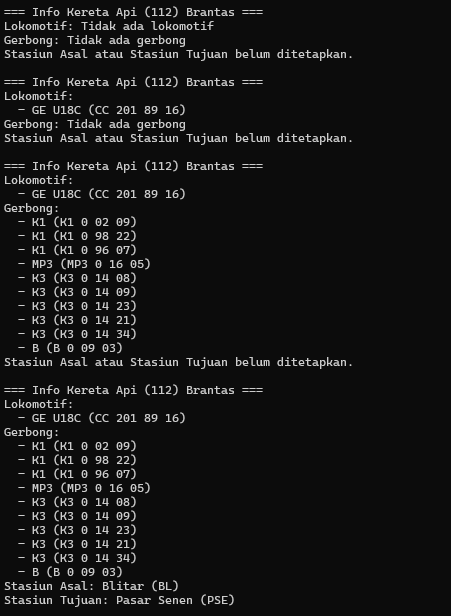 === Info Kereta Api (112) Brantas ===
Lokomotif: Tidak ada lokomotif
Gerbong: Tidak ada gerbong
Stasiun Asal atau Stasiun Tujuan belum ditetapkan.

=== Info Kereta Api (112) Brantas ===
Lokomotif:
  - GE U18C (CC 201 89 16)
Gerbong: Tidak ada gerbong
Stasiun Asal atau Stasiun Tujuan belum ditetapkan.

=== Info Kereta Api (112) Brantas ===
Lokomotif:
  - GE U18C (CC 201 89 16)
Gerbong:
  - K1 (K1 0 02 09)
  - K1 (K1 0 98 22)
  - K1 (K1 0 96 07)
  - MP3 (MP3 0 16 05)
  - K3 (K3 0 14 08)
  - K3 (K3 0 14 09)
  - K3 (K3 0 14 23)
  - K3 (K3 0 14 21)
  - K3 (K3 0 14 34)
  - B (B 0 09 03)
Stasiun Asal atau Stasiun Tujuan belum ditetapkan.

=== Info Kereta Api (112) Brantas ===
Lokomotif:
  - GE U18C (CC 201 89 16)
Gerbong:
  - K1 (K1 0 02 09)
  - K1 (K1 0 98 22)
  - K1 (K1 0 96 07)
  - MP3 (MP3 0 16 05)
  - K3 (K3 0 14 08)
  - K3 (K3 0 14 09)
  - K3 (K3 0 14 23)
  - K3 (K3 0 14 21)
  - K3 (K3 0 14 34)
  - B (B 0 09 03)
Stasiun Asal: Blitar (BL)
Stasiun Tujuan: Pasar Senen (PSE)